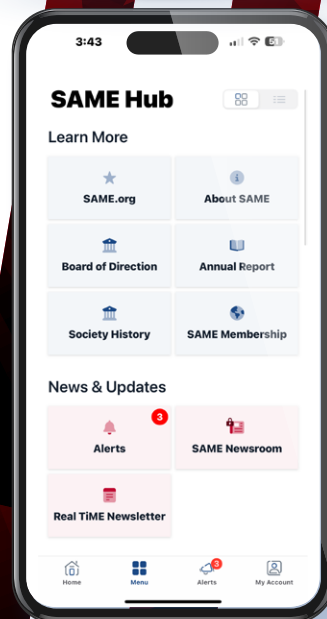 3:43
51
SAME Hub
Learn More
SAME.org
About SAME
Board of Direction
Annual Report
Society History
SAME Membership
News & Updates
3
Alerts
SAME Newsroom
Real TiME Newsletter
3
Home
Menu
Alerts
My Account